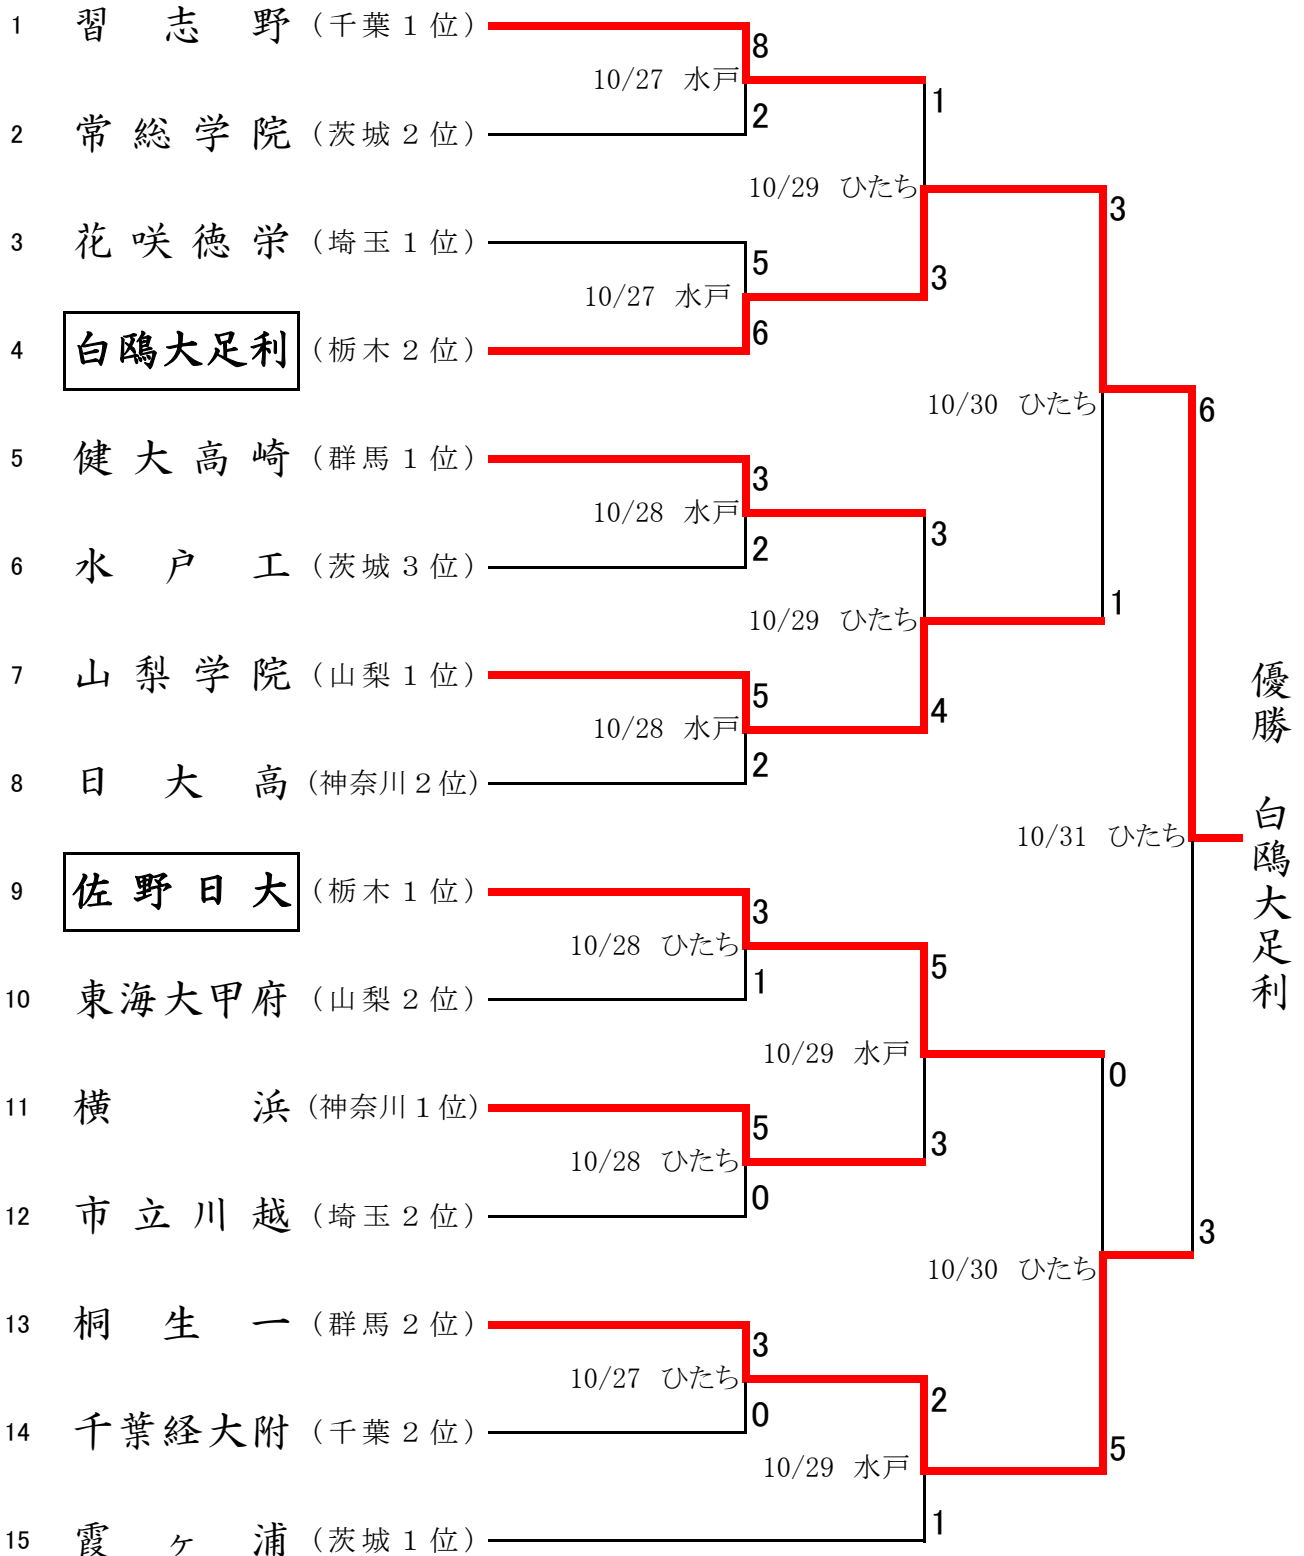 1 習志野 (千葉１位)
8
10/27 水戸
1
2
2 常総学院 (茨城２位)
10/29 ひたち
3
3 花咲徳栄 (埼玉１位)
5
10/27 水戸
3
6
4 白鷗大足利 (栃木２位)
10/30 ひたち
6
5 健大高崎 (群馬１位)
3
10/28 水戸
3
2
6 水戸工 (茨城３位)
1
10/29 ひたち
7 山梨学院 (山梨１位)
5
4
10/28 水戸
2
8 日大高 (神奈川２位)
10/31 ひたち
優勝 白鷗大足利
9 佐野日大 (栃木１位)
3
10/28 ひたち
5
1
10 東海大甲府 (山梨２位)
10/29 水戸
0
11 横浜 (神奈川１位)
5
3
10/28 ひたち
0
12 市立川越 (埼玉２位)
3
10/30 ひたち
13 桐生一 (群馬２位)
3
10/27 ひたち
2
0
14 千葉経大附 (千葉２位)
5
10/29 水戸
1
15 霞ヶ浦 (茨城１位)